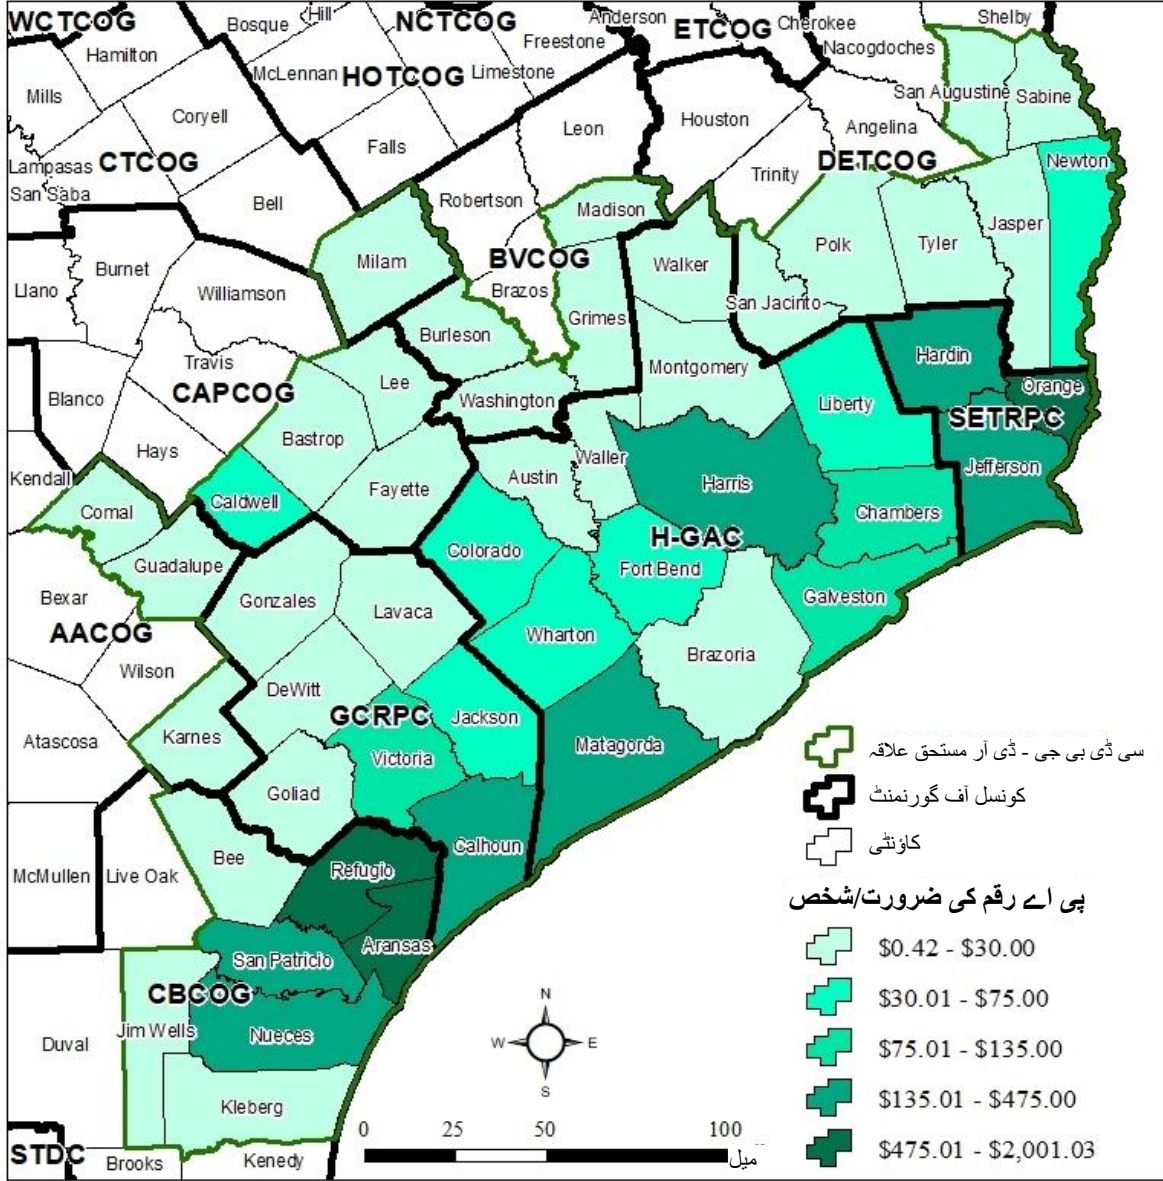 Hill
Anderson
Cherokee
Shelby
WCTCOG
Bosque
NCTCOG
ETCOG
Freestone
Nacogdoches
Hamilton
McLennan
HOTCOG
Limestone
San Augustine
Sabine
Mills
Coryell
Leon
Houston
Angelina
Falls
Lampasas
CTCOG
DETCOG
Newton
San Saba
Trinity
Bell
Robertson
Madison
Jasper
Polk
Tyler
Milam
BVCOG
Walker
Burnet
Llano
Williamson
Brazos
San Jacinto
Grimes
Burleson
Travis
Hardin
Lee
Montgomery
Orange
CAPCOG
Blanco
Washington
Liberty
SETRPC
Bastrop
Hays
Waller
Jefferson
Kendall
Austin
Harris
Caldwell
Fayette
Comal
Chambers
H-GAC
Colorado
Guadalupe
Fort Bend
Bexar
Gonzales
Lavaca
Galveston
AACOG
Wharton
Wilson
Brazoria
DeWitt
GCRPC
Jackson
Karnes
Atascosa
Matagorda
Victoria
سی ڈی بی جی - ڈی آر مستحق علاقہ
Goliad
کونسل آف گورنمنٹ
Calhoun
کاؤنٹی
Bee
Refugio
McMullen
Live Oak
پی اے رقم کی ضرورت/شخص
Aransas
$0.42 - $30.00
San Patricio
CBCOG
N
$30.01 - $75.00
Jim Wells
Nueces
Duval
W
E
$75.01 - $135.00
S
Kleberg
$135.01 - $475.00
0
25
50
100
میل
$475.01 - $2,001.03
STDC
Brooks
Kenedy